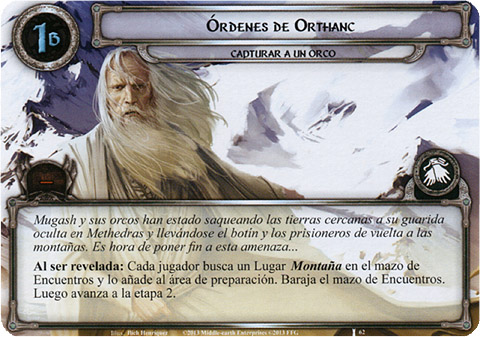 1B
Órdenes de Orthanc
Capturar a un orco
Mugash y sus orcos han estado saqueando las tierras cercanas a su guarida
oculta en Methedras y llevándose el botín y los prisioneros de vuelta a las
montañas. Es hora de poner fin a esta amenaza...
Al ser revelada: Cada jugador busca un Lugar Montaña en el mazo de
Encuentros y lo añade al área de preparación. Baraja el mazo de Encuentros.
Luego avanza a la etapa 2.
©2013 Middle-earth Enterprises ©2013 FFG 62